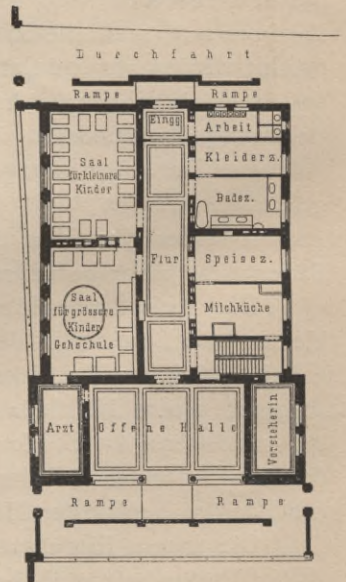 Durchfahrt
Rampe Rampe
Eingg.
Arbeit
Kleiderz.
Saal
für kleinere
Kinder
Badez.
Flur
Speisez.
Saal
für grössere
Kinder
Gehschule
Milchküche
Arzt
Offene Halle
Vorsteherin
Rampe Rampe